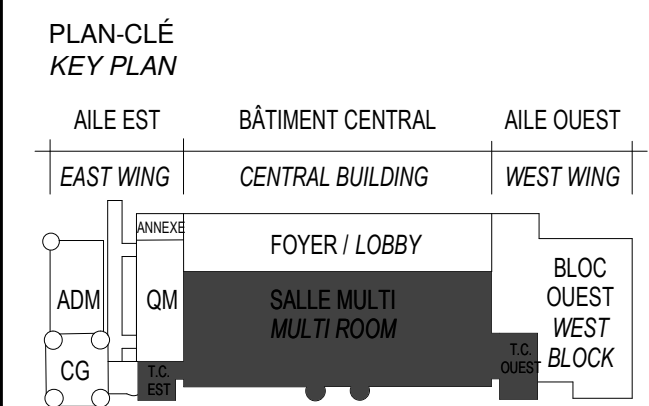 PLAN-CLÉ
KEY PLAN
AILE EST BÂTIMENT CENTRAL AILE OUEST
EAST WING CENTRAL BUILDING WEST WING
ANNEXE
FOYER / LOBBY
ADM QM
SALLE MULTI
MULTI ROOM
BLOC
OUEST
WEST
BLOCK
CG
T.C.
EST
T.C.
OUEST